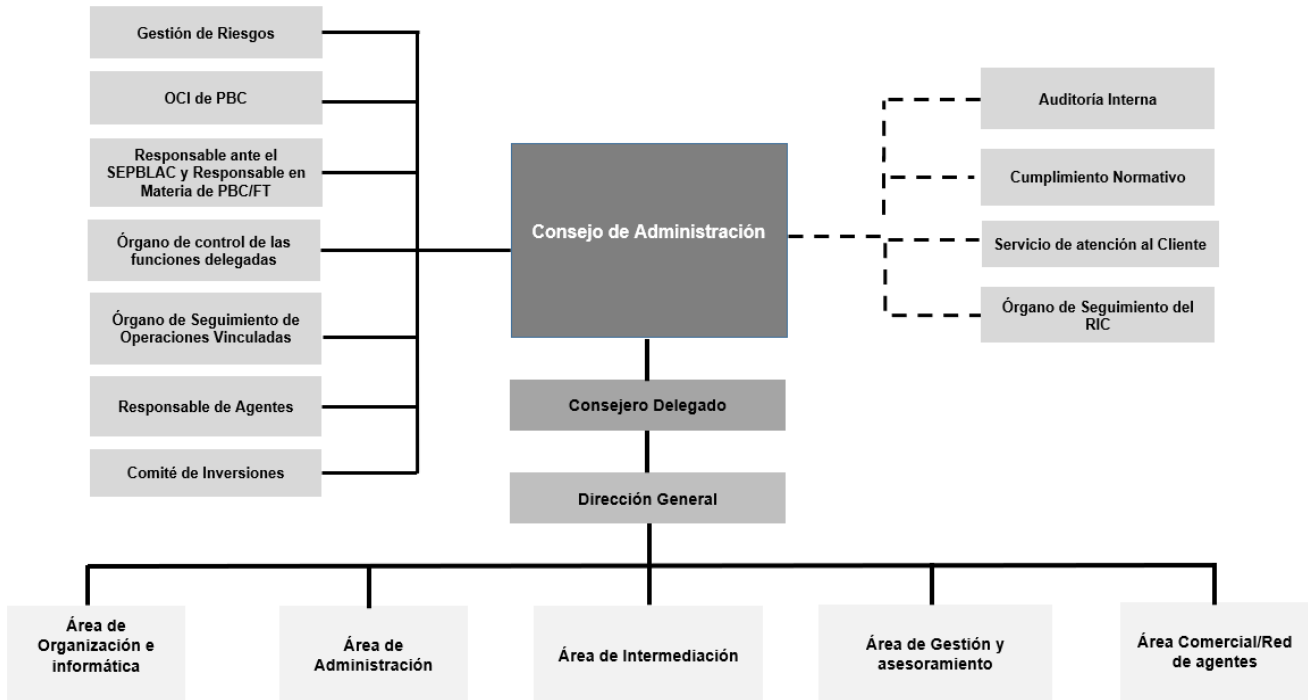 Gestión de Riesgos
OCI de PBC
Responsable ante el
SEPBLAC y Responsable en
Materia de PBC/FT
Órgano de control de las
funciones delegadas
Órgano de Seguimiento de
Operaciones Vinculadas
Responsable de Agentes
Comité de Inversiones
Consejo de Administración
Auditoría Interna
Cumplimiento Normativo
Servicio de atención al Cliente
Órgano de Seguimiento del
RIC
Consejero Delegado
Dirección General
Área de
Organización e
informática
Área de
Administración
Área de Intermediación
Área de Gestión y
asesoramiento
Área Comercial/Red
de agentes